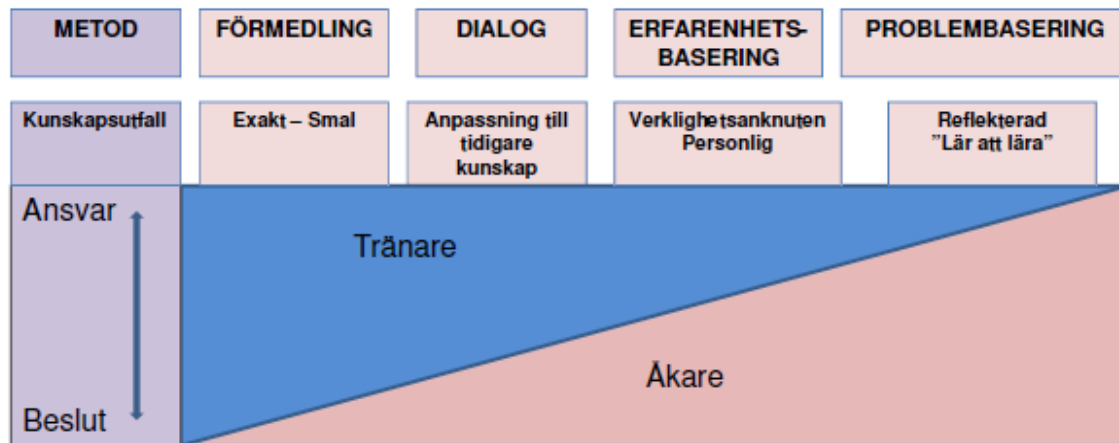 METOD
FÖRMEDLING
DIALOG
ERFARENHETS-
BASERING
PROBLEMBASERING
Kunskapsutfall
Exakt – Smal
Anpassning till
tidigare
kunskap
Verklighetsanknuten
Personlig
Reflekterad
”Lär att lära”
Ansvar
Tränare
Åkare
Beslut